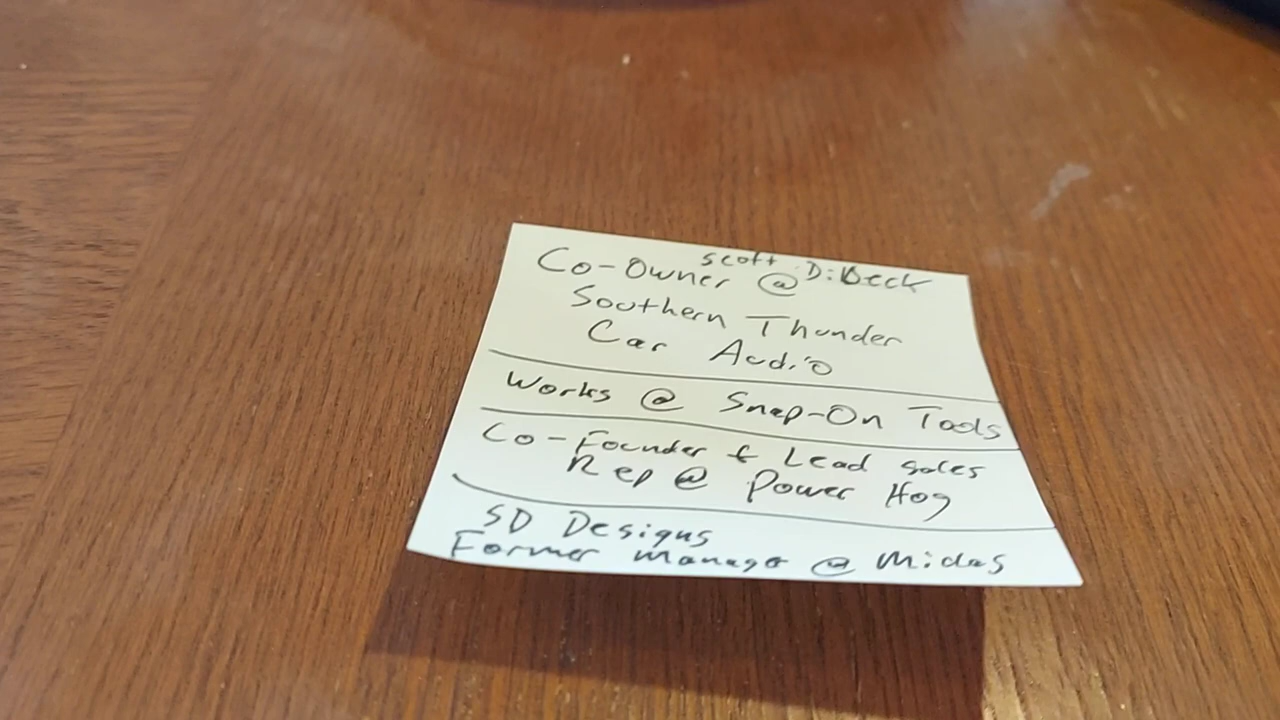 Scott DiBeck
Co-Owner @
Southern Thunder
Car Audio
Works @ Snap-On Tools
Co-Founder & Lead Sales
Rep @ Power Hog
SD Designs
Former Manager @ Midas